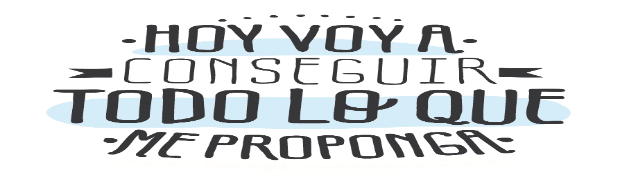 HOY VOY A
CONSEGUIR
TODO LO QUE
ME PROPONGA